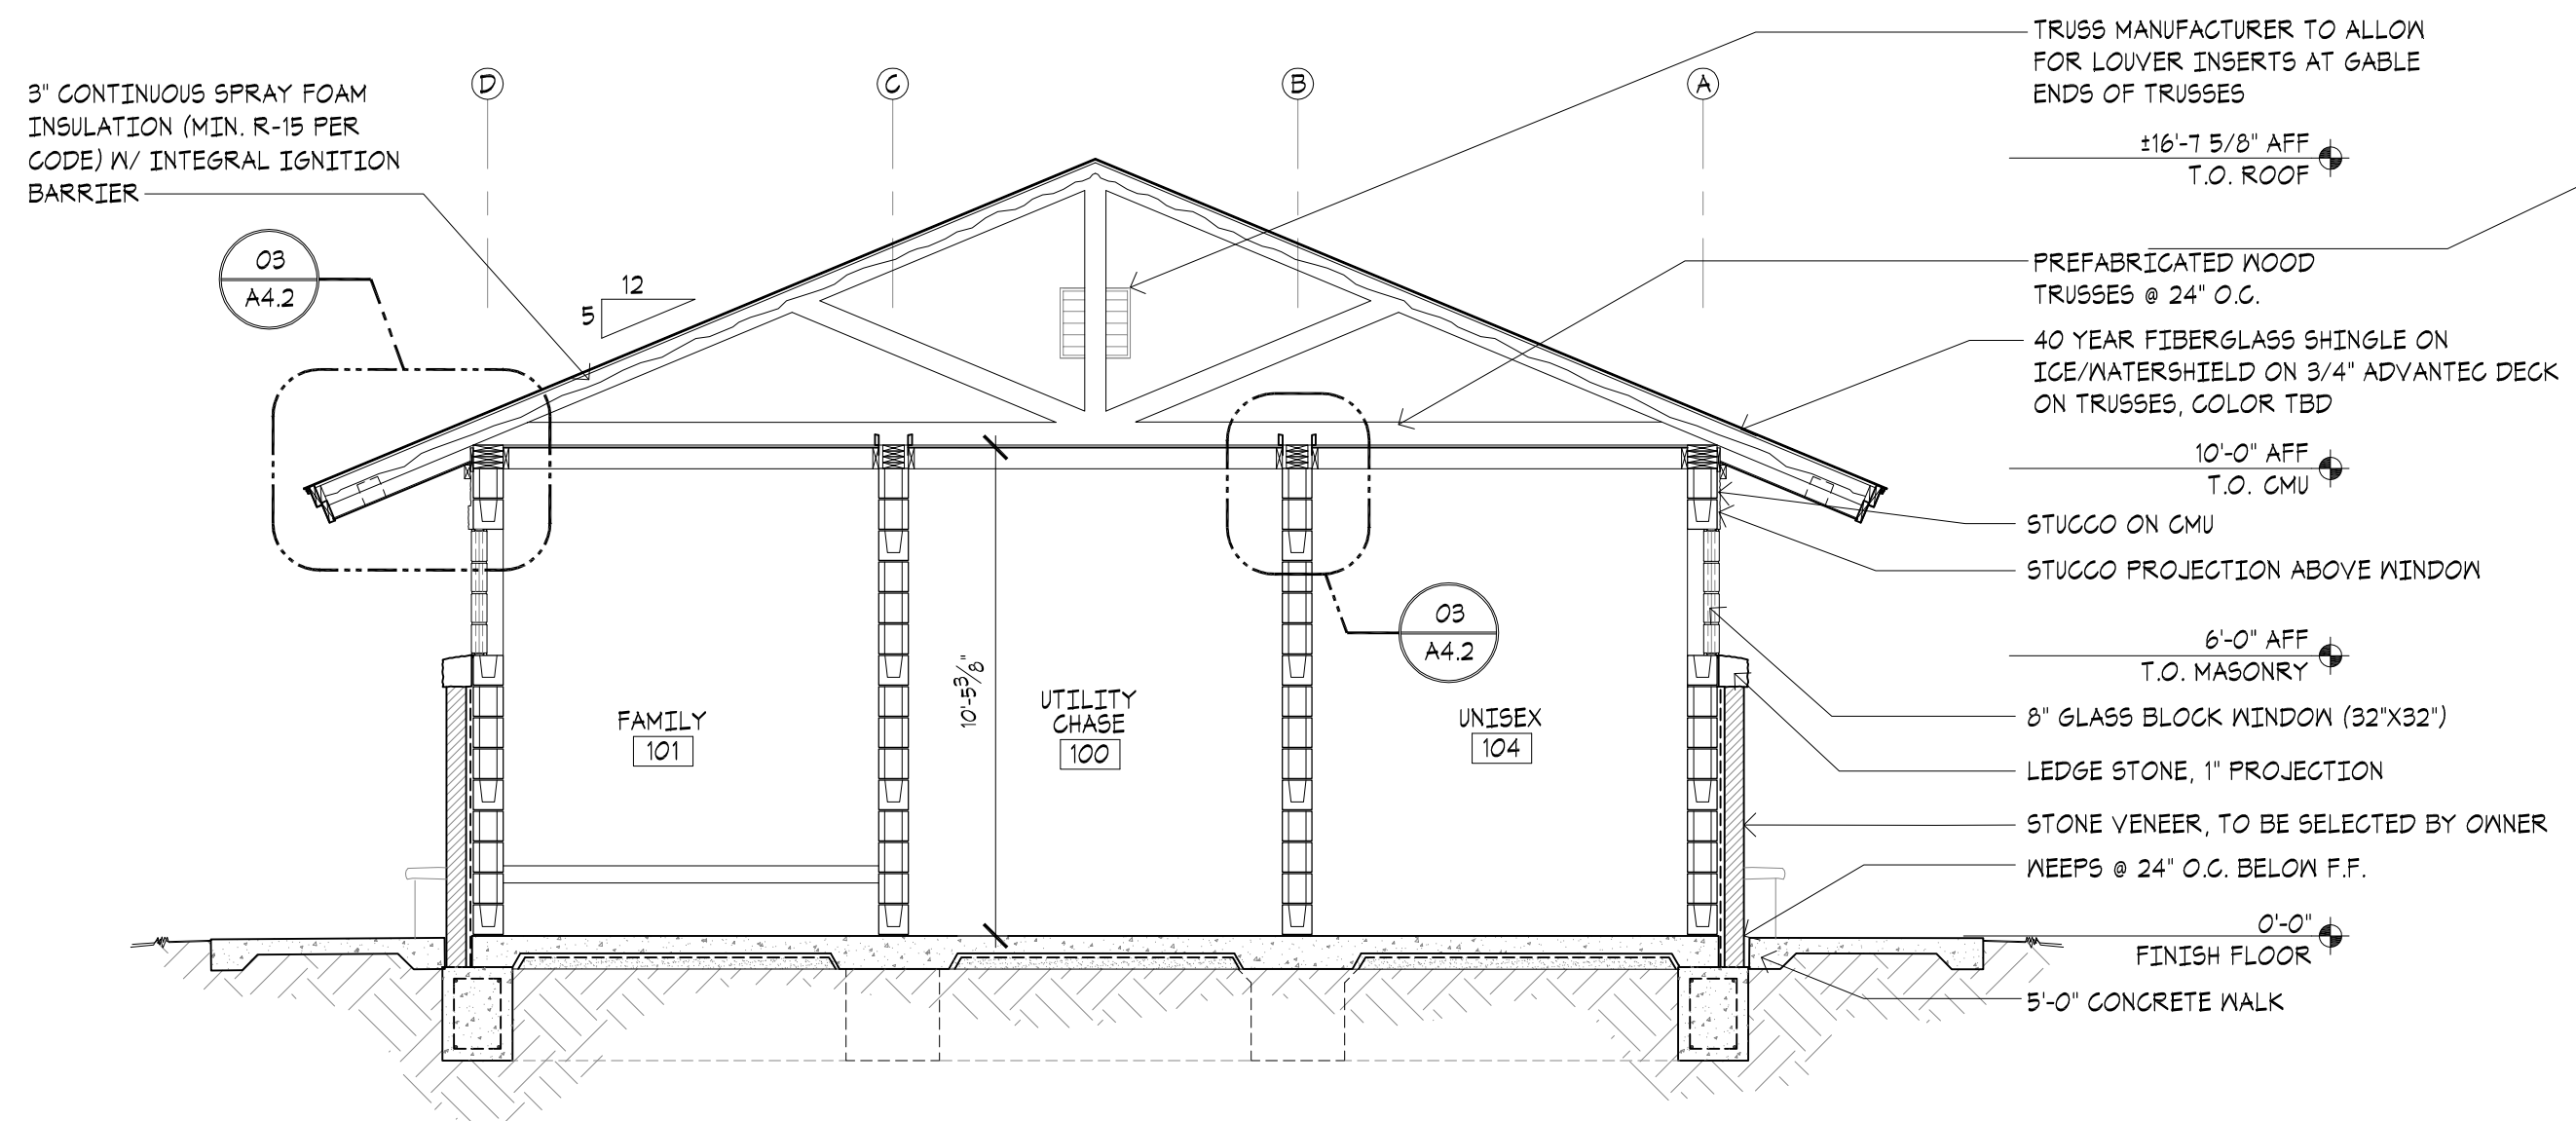 TRUSS MANUFACTURER TO ALLOW
FOR LOUVER INSERTS AT GABLE
ENDS OF TRUSSES
3" CONTINUOUS SPRAY FOAM
INSULATION (MIN. R-15 PER
CODE) W/ INTEGRAL IGNITION
BARRIER
D
C
B
A
±16'-7 5/8" AFF
T.O. ROOF
03
A4.2
12
5
PREFABRICATED WOOD
TRUSSES @ 24" O.C.
40 YEAR FIBERGLASS SHINGLE ON
ICE/WATERSHIELD ON 3/4" ADVANTEC DECK
ON TRUSSES, COLOR TBD
10'-0" AFF
T.O. CMU
STUCCO ON CMU
STUCCO PROJECTION ABOVE WINDOW
03
A4.2
6'-0" AFF
T.O. MASONRY
10'-5 3/8"
FAMILY
101
UTILITY
CHASE
100
UNISEX
104
8" GLASS BLOCK WINDOW (32"X32")
LEDGE STONE, 1" PROJECTION
STONE VENEER, TO BE SELECTED BY OWNER
WEEPS @ 24" O.C. BELOW F.F.
0'-0"
FINISH FLOOR
5'-0" CONCRETE WALK